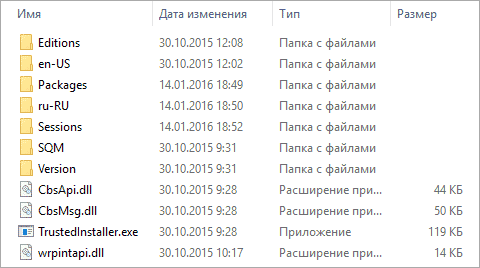 Имя Дата изменения Тип Размер
Editions 30.10.2015 12:08 Папка с файлами
en-US 30.10.2015 12:02 Папка с файлами
Packages 14.01.2016 18:49 Папка с файлами
ru-RU 14.01.2016 18:50 Папка с файлами
Sessions 14.01.2016 18:52 Папка с файлами
SQM 30.10.2015 9:31 Папка с файлами
Version 30.10.2015 9:31 Папка с файлами
CbsApi.dll 30.10.2015 9:28 Расширение при... 44 КБ
CbsMsg.dll 30.10.2015 9:28 Расширение при... 50 КБ
TrustedInstaller.exe 30.10.2015 9:28 Приложение 119 КБ
wrpintapi.dll 30.10.2015 10:17 Расширение при... 14 КБ